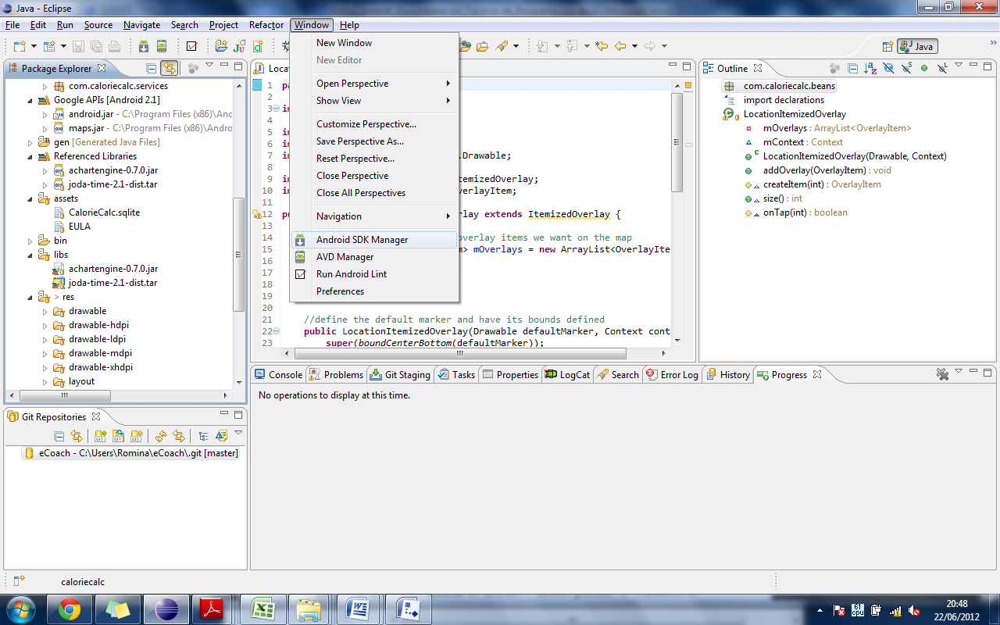 Java - Eclipse
File Edit Run Source Navigate Search Project Refactor Window Help
Java
Package Explorer
com.caloriecalc.services
Google APIs [Android 2.1]
android.jar - C:\Program Files (x86)\And
maps.jar - C:\Program Files (x86)\Andro
gen [Generated Java Files]
Referenced Libraries
achartengine-0.7.0.jar
joda-time-2.1-dist.tar
assets
CalorieCalc.sqlite
EULA
bin
libs
achartengine-0.7.0.jar
joda-time-2.1-dist.tar
> res
drawable
drawable-hdpi
drawable-ldpi
drawable-mdpi
drawable-xhdpi
layout
Git Repositories
eCoach - C:\Users\Romina\eCoach\.git [master]
New Window
New Editor
Open Perspective
Show View
Customize Perspective...
Save Perspective As...
Reset Perspective...
Close Perspective
Close All Perspectives
Navigation
Android SDK Manager
AVD Manager
Run Android Lint
Preferences
Locat
1 pa
2
3 im
4
5 im
6 im
7 im .Drawable;
8
9 im temizedOverlay;
10 im verlayItem;
11
12 pu rlay extends ItemizedOverlay {
13
14 overlay items we want on the map
15 m> mOverlays = new ArrayList<OverlayIte
16
17
18
19
20
21 //define the default marker and have its bounds defined
22 public LocationItemizedOverlay(Drawable defaultMarker, Context cont
23 super(boundCenterBottom(defaultMarker));
Outline
com.caloriecalc.beans
import declarations
LocationItemizedOverlay
mOverlays : ArrayList<OverlayItem>
mContext : Context
LocationItemizedOverlay(Drawable, Context)
addOverlay(OverlayItem) : void
createItem(int) : OverlayItem
size() : int
onTap(int) : boolean
Console Problems Git Staging Tasks Properties LogCat Search Error Log History Progress
No operations to display at this time.
caloriecalc
20:48
22/06/2012